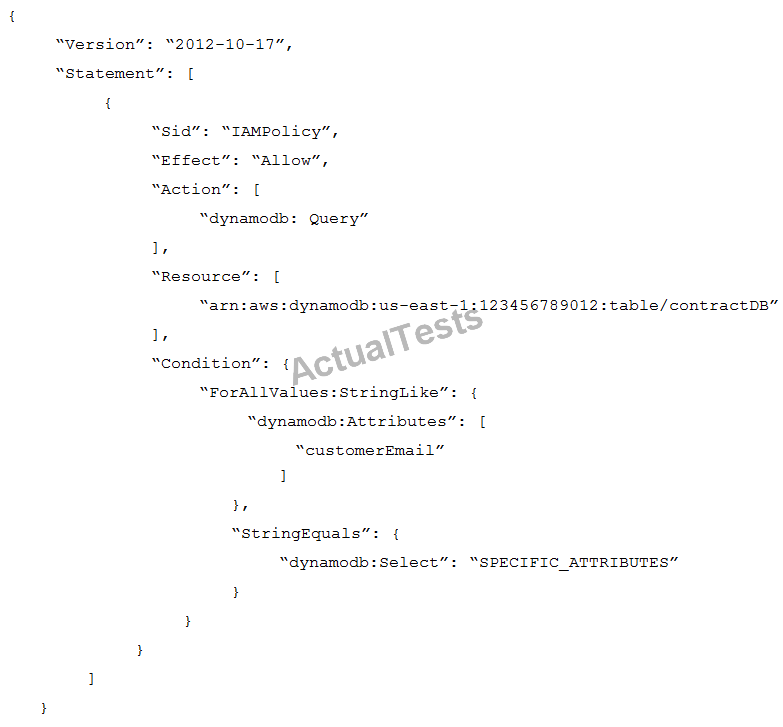 {
“Version”: “2012-10-17”,
“Statement”: [
{
“Sid”: “IAMPolicy”,
“Effect”: “Allow”,
“Action”: [
“dynamodb: Query”
],
“Resource”: [
“arn:aws:dynamodb:us-east-1:123456789012:table/contractDB”
],
“Condition”: {
“ForAllValues:StringLike”: {
“dynamodb:Attributes”: [
“customerEmail”
]
},
“StringEquals”: {
“dynamodb:Select”: “SPECIFIC_ATTRIBUTES”
}
}
}
]
}
ActualTests